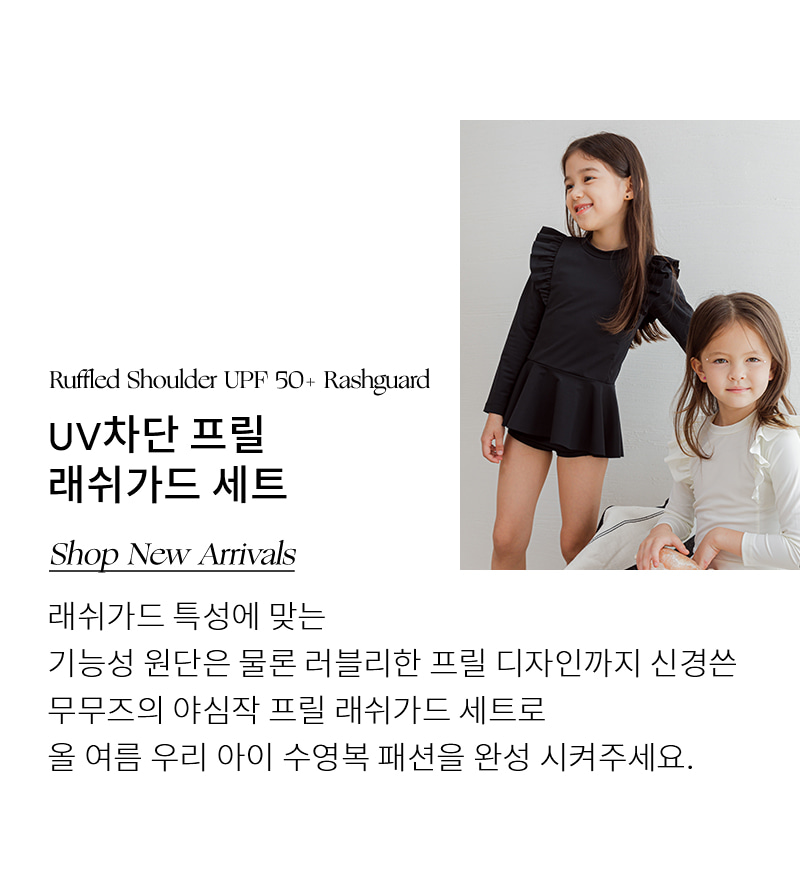 Ruffled Shoulder UPF 50+ Rashguard
UV차단 프릴
래쉬가드 세트
Shop New Arrivals
래쉬가드 특성에 맞는
기능성 원단은 물론 러블리한 프릴 디자인까지 신경쓴
무무즈의 야심작 프릴 래쉬가드 세트로
올 여름 우리 아이 수영복 패션을 완성 시켜주세요.